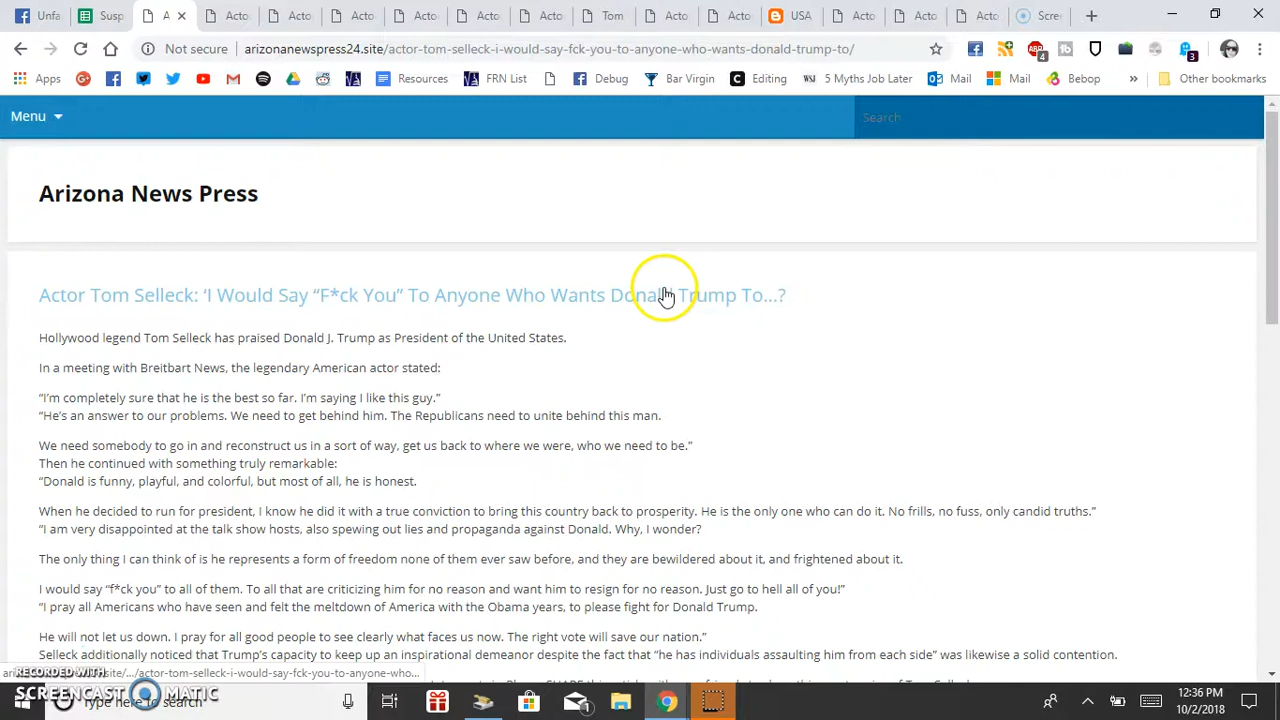 Unfa
Susp
A
Acto
Acto
Acto
Acto
Acto
Acto
Tom
Acto
Acto
USA
Acto
Acto
Acto
Scre
Not secure
arizonanewspress24.site/actor-tom-selleck-i-would-say-fck-you-to-anyone-who-wants-donald-trump-to/
4
3
Apps
Resources
FRN List
Debug
Bar Virgin
Editing
5 Myths Job Later
Mail
Mail
Bebop
»
Other bookmarks
Menu
Search
Arizona News Press
Actor Tom Selleck: ‘I Would Say “F*ck You” To Anyone Who Wants Donald Trump To…?
Hollywood legend Tom Selleck has praised Donald J. Trump as President of the United States.
In a meeting with Breitbart News, the legendary American actor stated:
“I’m completely sure that he is the best so far. I’m saying I like this guy.”
“He’s an answer to our problems. We need to get behind him. The Republicans need to unite behind this man.
We need somebody to go in and reconstruct us in a sort of way, get us back to where we were, who we need to be.”
Then he continued with something truly remarkable:
“Donald is funny, playful, and colorful, but most of all, he is honest.
When he decided to run for president, I know he did it with a true conviction to bring this country back to prosperity. He is the only one who can do it. No frills, no fuss, only candid truths.”
“I am very disappointed at the talk show hosts, also spewing out lies and propaganda against Donald. Why, I wonder?
The only thing I can think of is he represents a form of freedom none of them ever saw before, and they are bewildered about it, and frightened about it.
I would say “f*ck you” to all of them. To all that are criticizing him for no reason and want him to resign for no reason. Just go to hell all of you!”
“I pray all Americans who have seen and felt the meltdown of America with the Obama years, to please fight for Donald Trump.
He will not let us down. I pray for all good people to see clearly what faces us now. The right vote will save our nation.”
Selleck additionally noticed that Trump’s capacity to keep up an inspirational demeanor despite the fact that “he has individuals assaulting him from each side” was likewise a solid contention.
site/.../actor-tom-selleck-i-would-say-fck-you-to-anyone-who...
RECORDED WITH
SCREENCAST MATIC
Type here to search
1
12:36 PM
10/2/2018